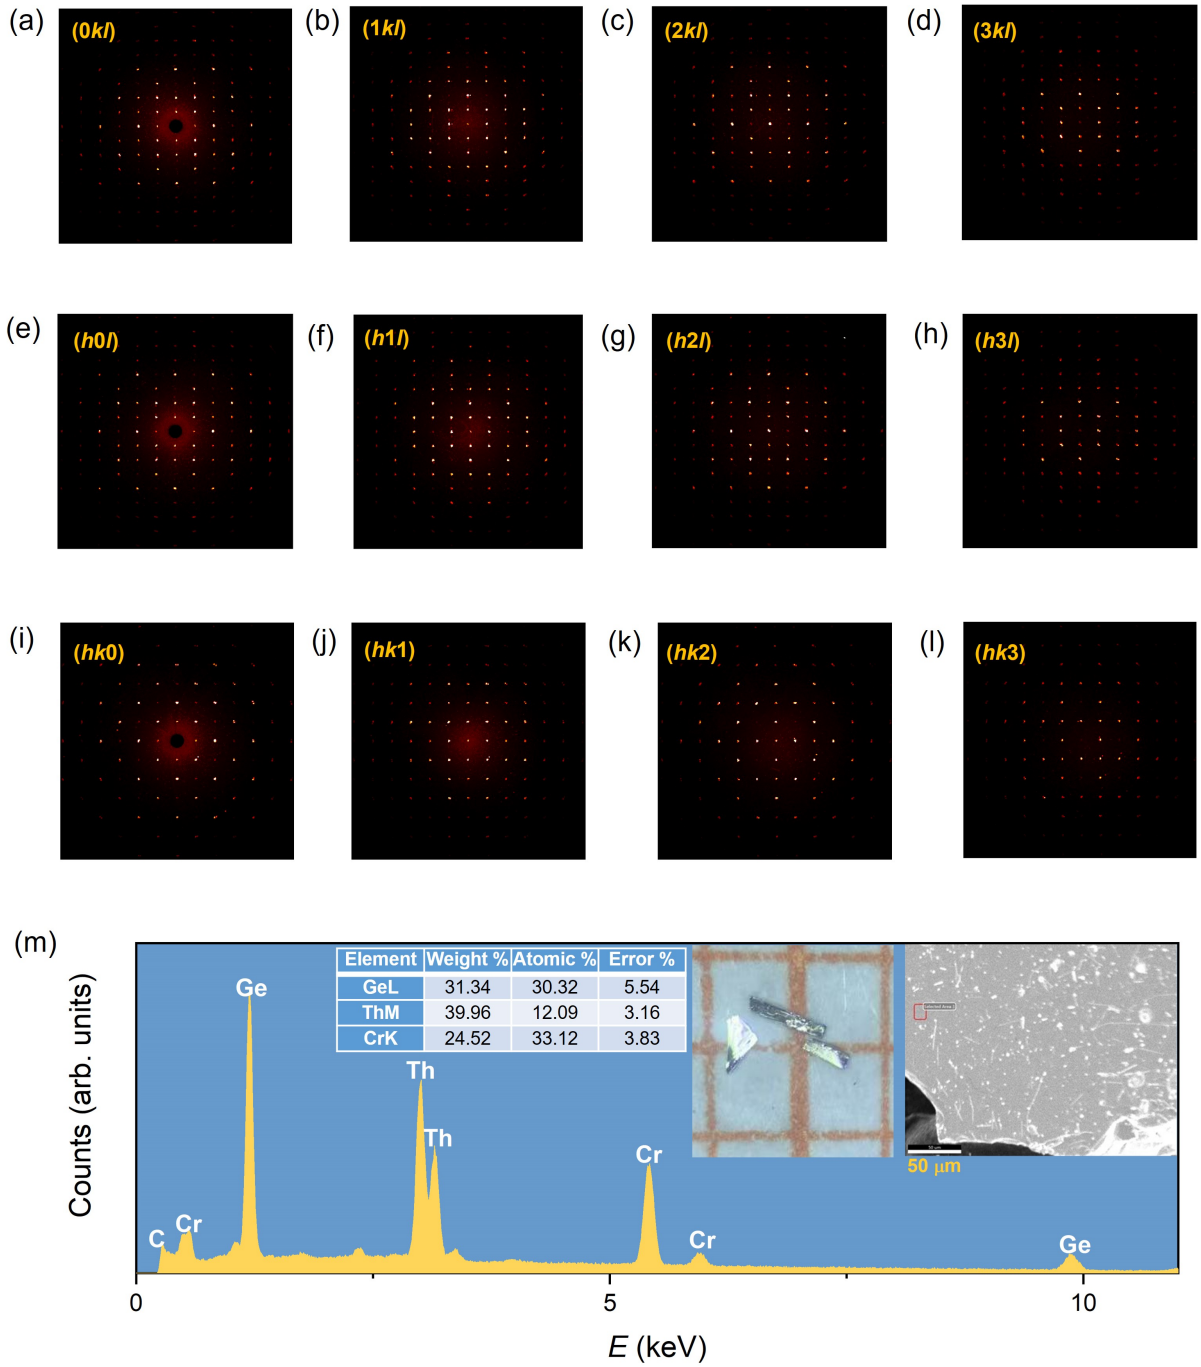 (a)
(0kl)
(b)
(1kl)
(c)
(2kl)
(d)
(3kl)
(e)
(h0l)
(f)
(h1l)
(g)
(h2l)
(h)
(h3l)
(i)
(hk0)
(j)
(hk1)
(k)
(hk2)
(l)
(hk3)
(m)
Counts (arb. units)
Element Weight % Atomic % Error %
GeL 31.34 30.32 5.54
ThM 39.96 12.09 3.16
CrK 24.52 33.12 3.83
C
Cr
Ge
Th
Th
Cr
Cr
Ge
50 μm
0 5 10
E (keV)